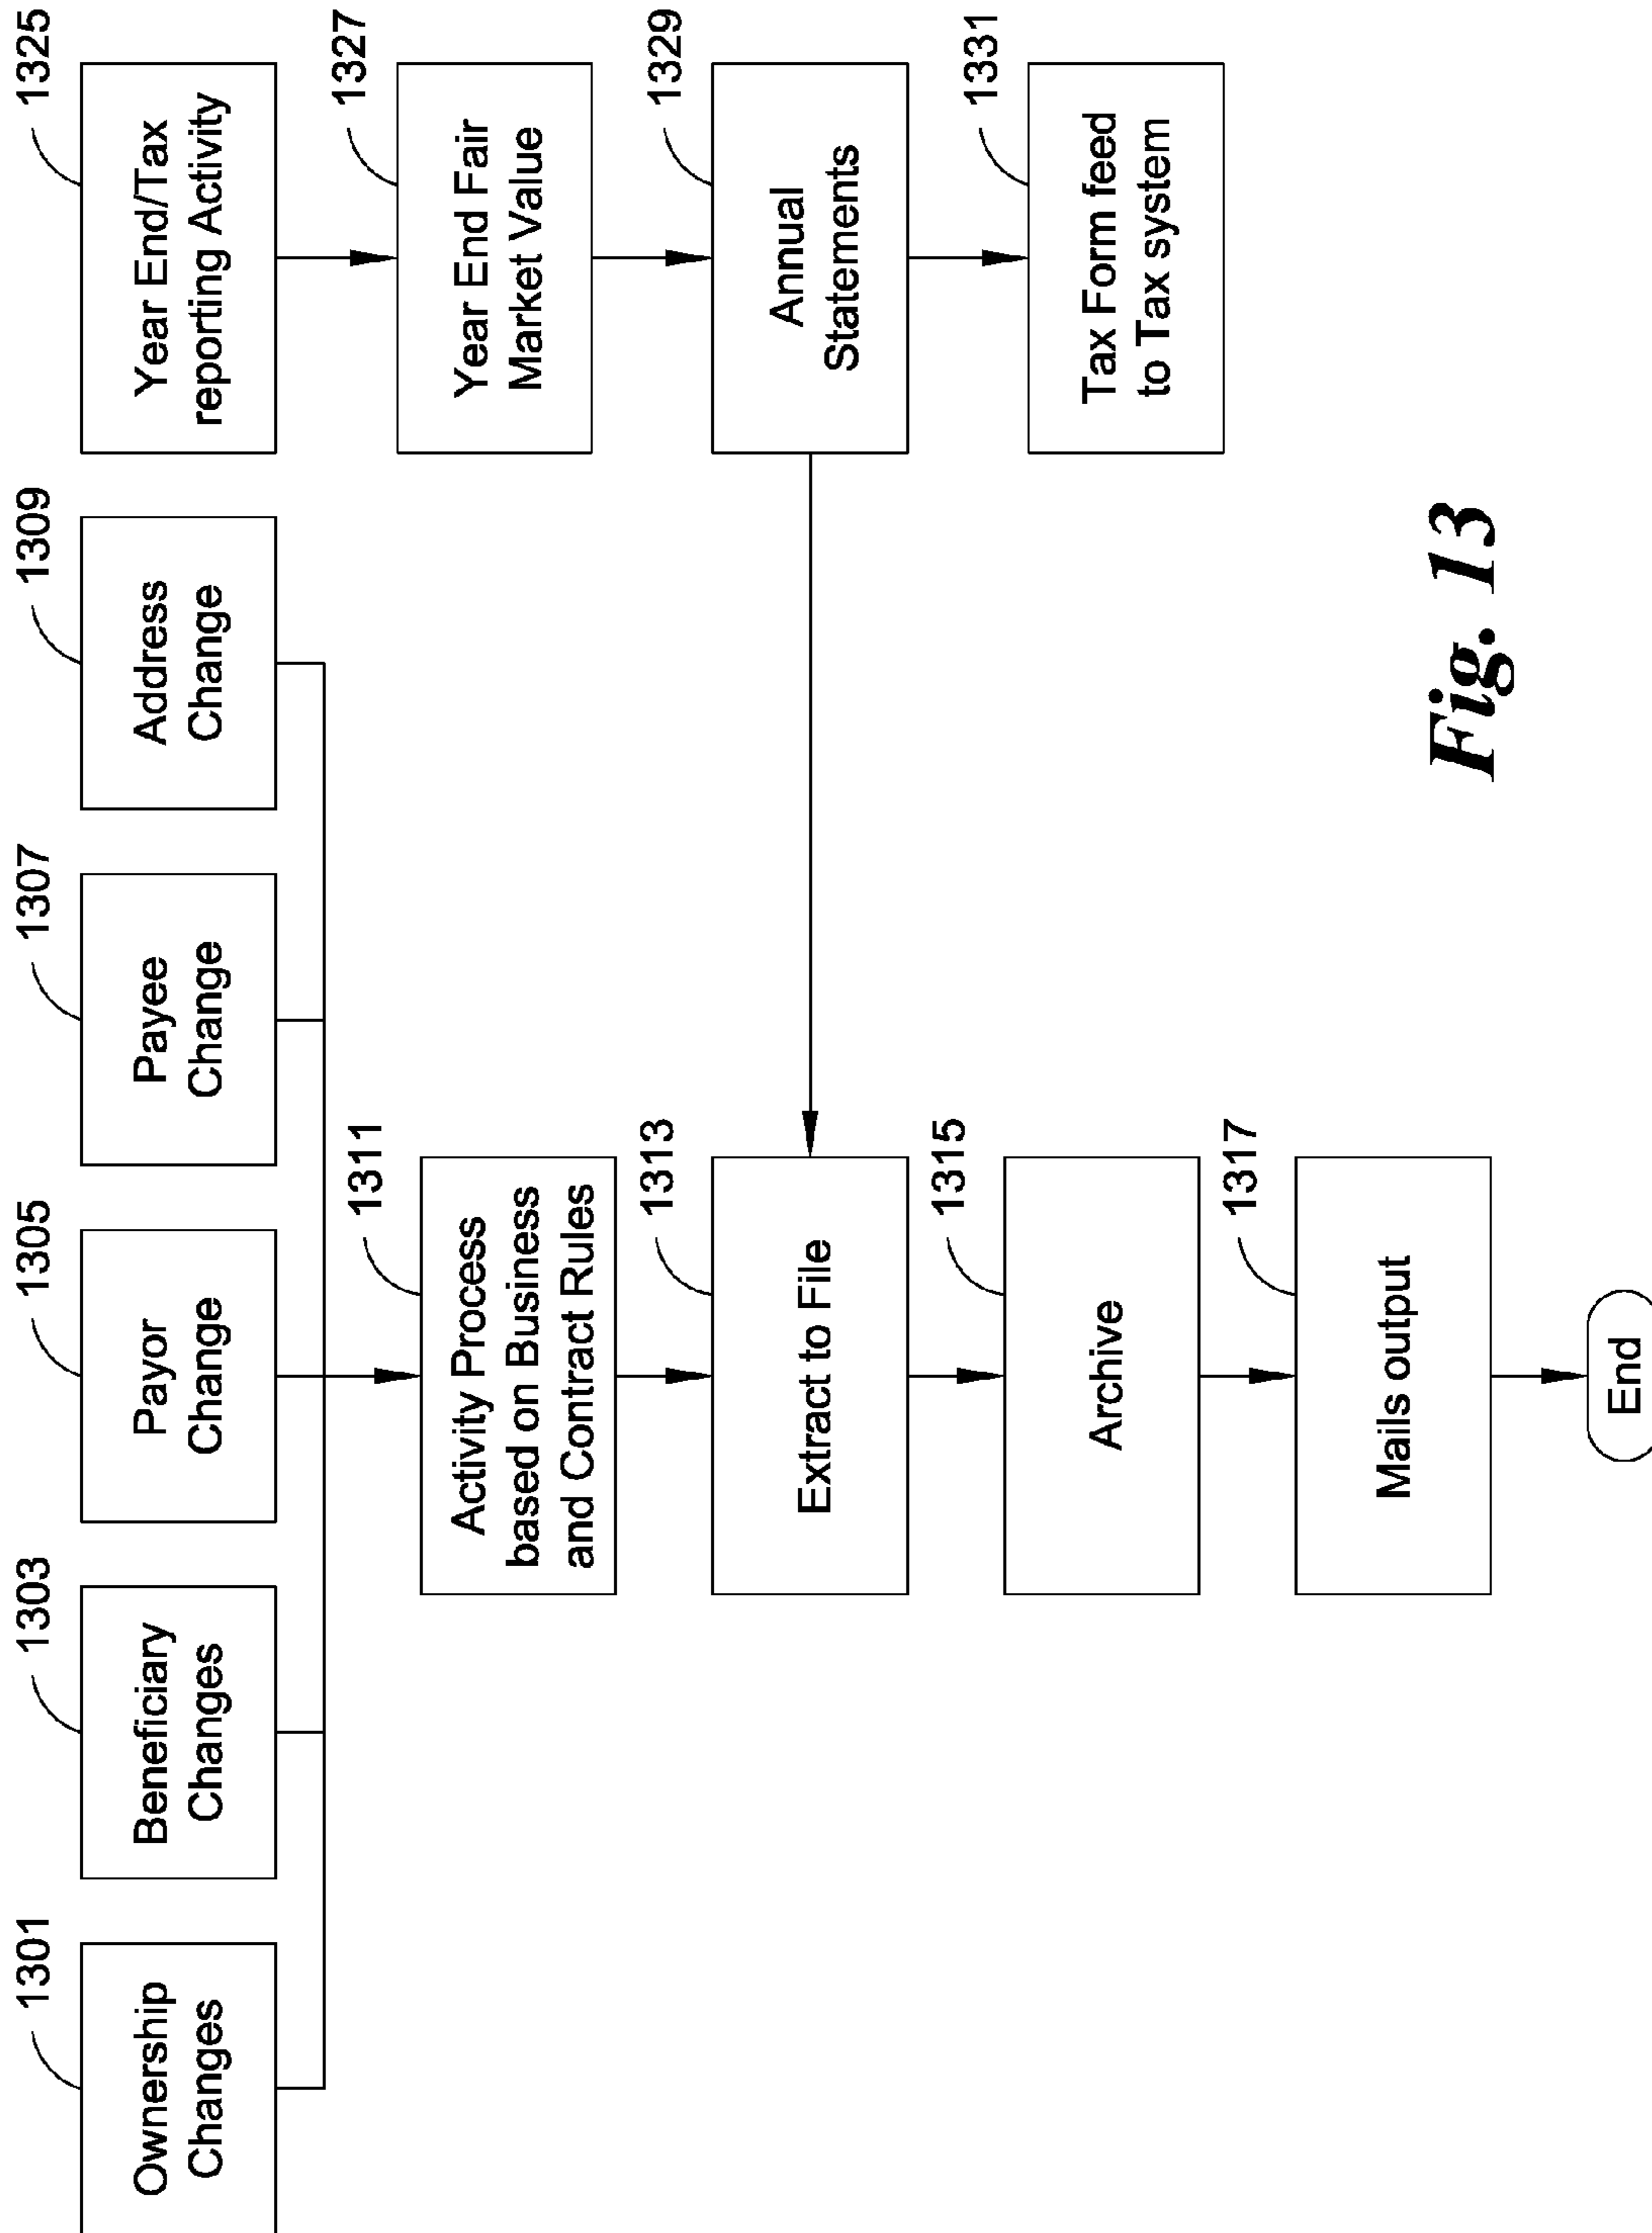 1301
Ownership
Changes
1303
Beneficiary
Changes
1305
Payor
Change
1307
Payee
Change
1309
Address
Change
1325
Year End/Tax
reporting Activity
1311
Activity Process
based on Business
and Contract Rules
1327
Year End Fair
Market Value
1313
Extract to File
1329
Annual
Statements
1315
Archive
1331
Tax Form feed
to Tax system
1317
Mails output
End
Fig. 13